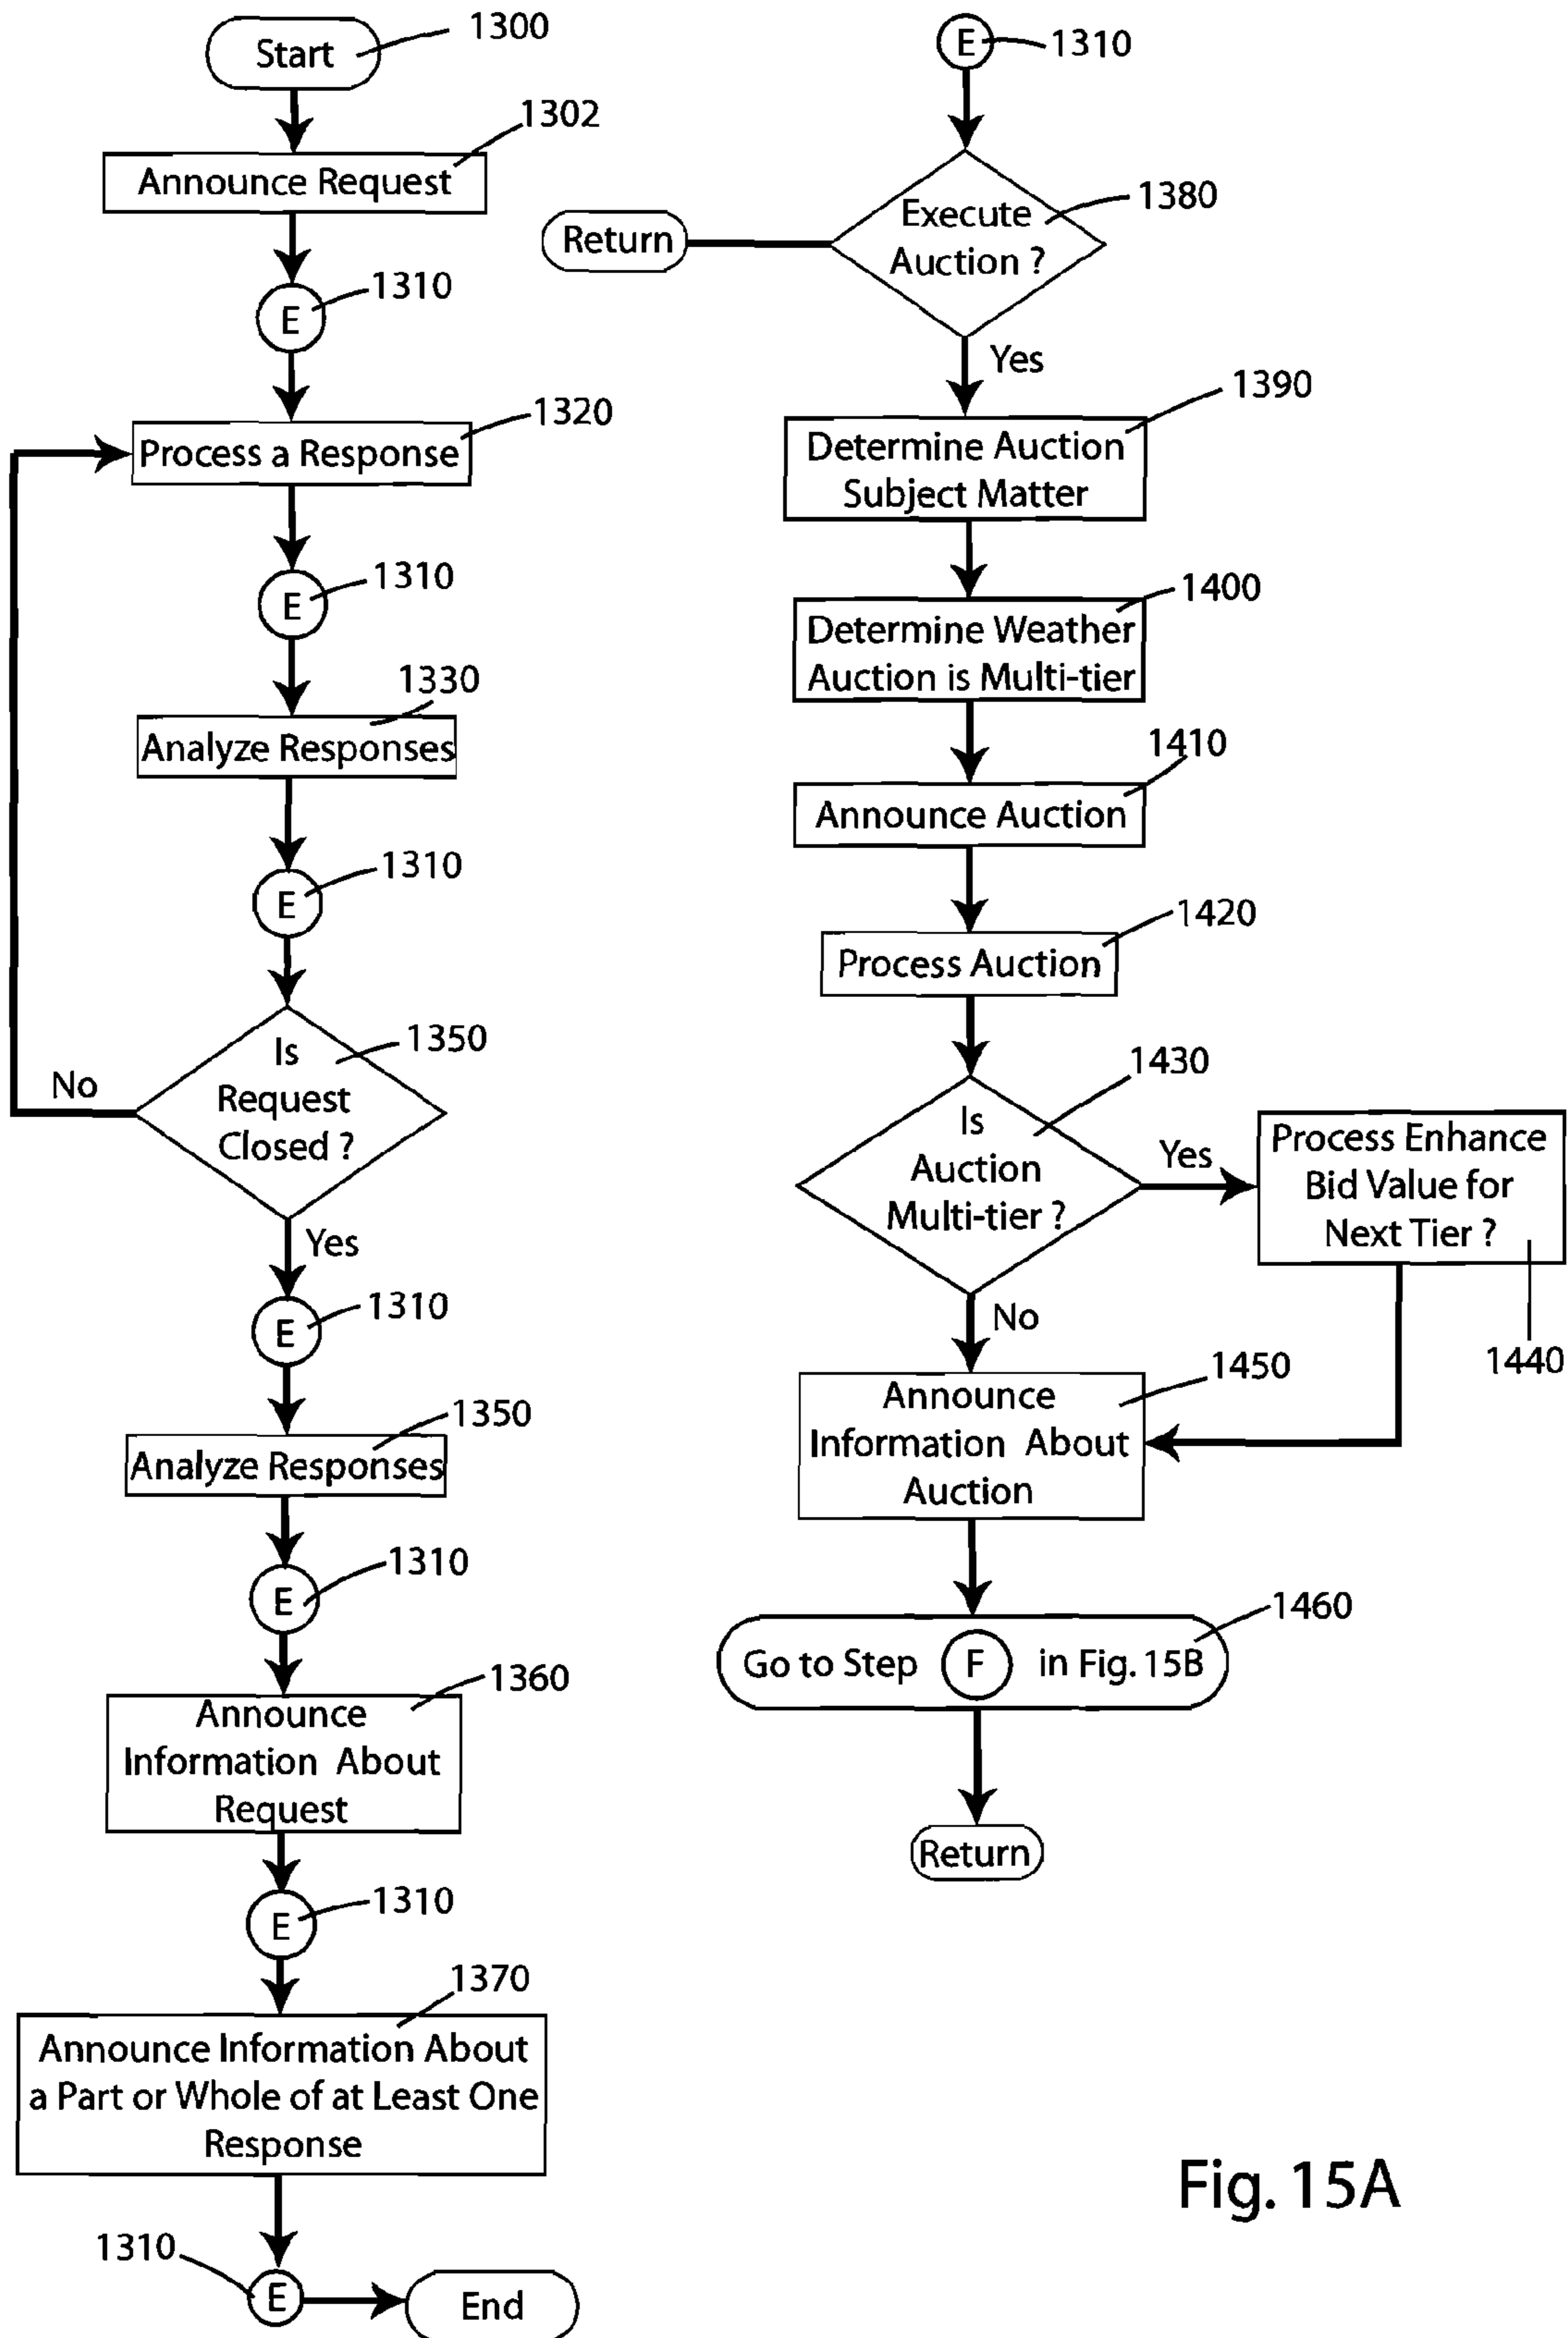 Start
1300
1302
Announce Request
1310
E
1320
Process a Response
1310
E
1330
Analyze Responses
1310
E
1350
Is
Request
Closed ?
No
Yes
1310
E
1350
Analyze Responses
1310
E
1360
Announce
Information About
Request
1310
E
1370
Announce Information About
a Part or Whole of at Least One
Response
1310
E
End
E
1310
1380
Execute
Auction ?
Return
Yes
1390
Determine Auction
Subject Matter
1400
Determine Weather
Auction is Multi-tier
1410
Announce Auction
1420
Process Auction
1430
Is
Auction
Multi-tier ?
Yes
Process Enhance
Bid Value for
Next Tier ?
1440
No
1450
Announce
Information About
Auction
1460
Go to Step F in Fig. 15B
Return
Fig. 15A